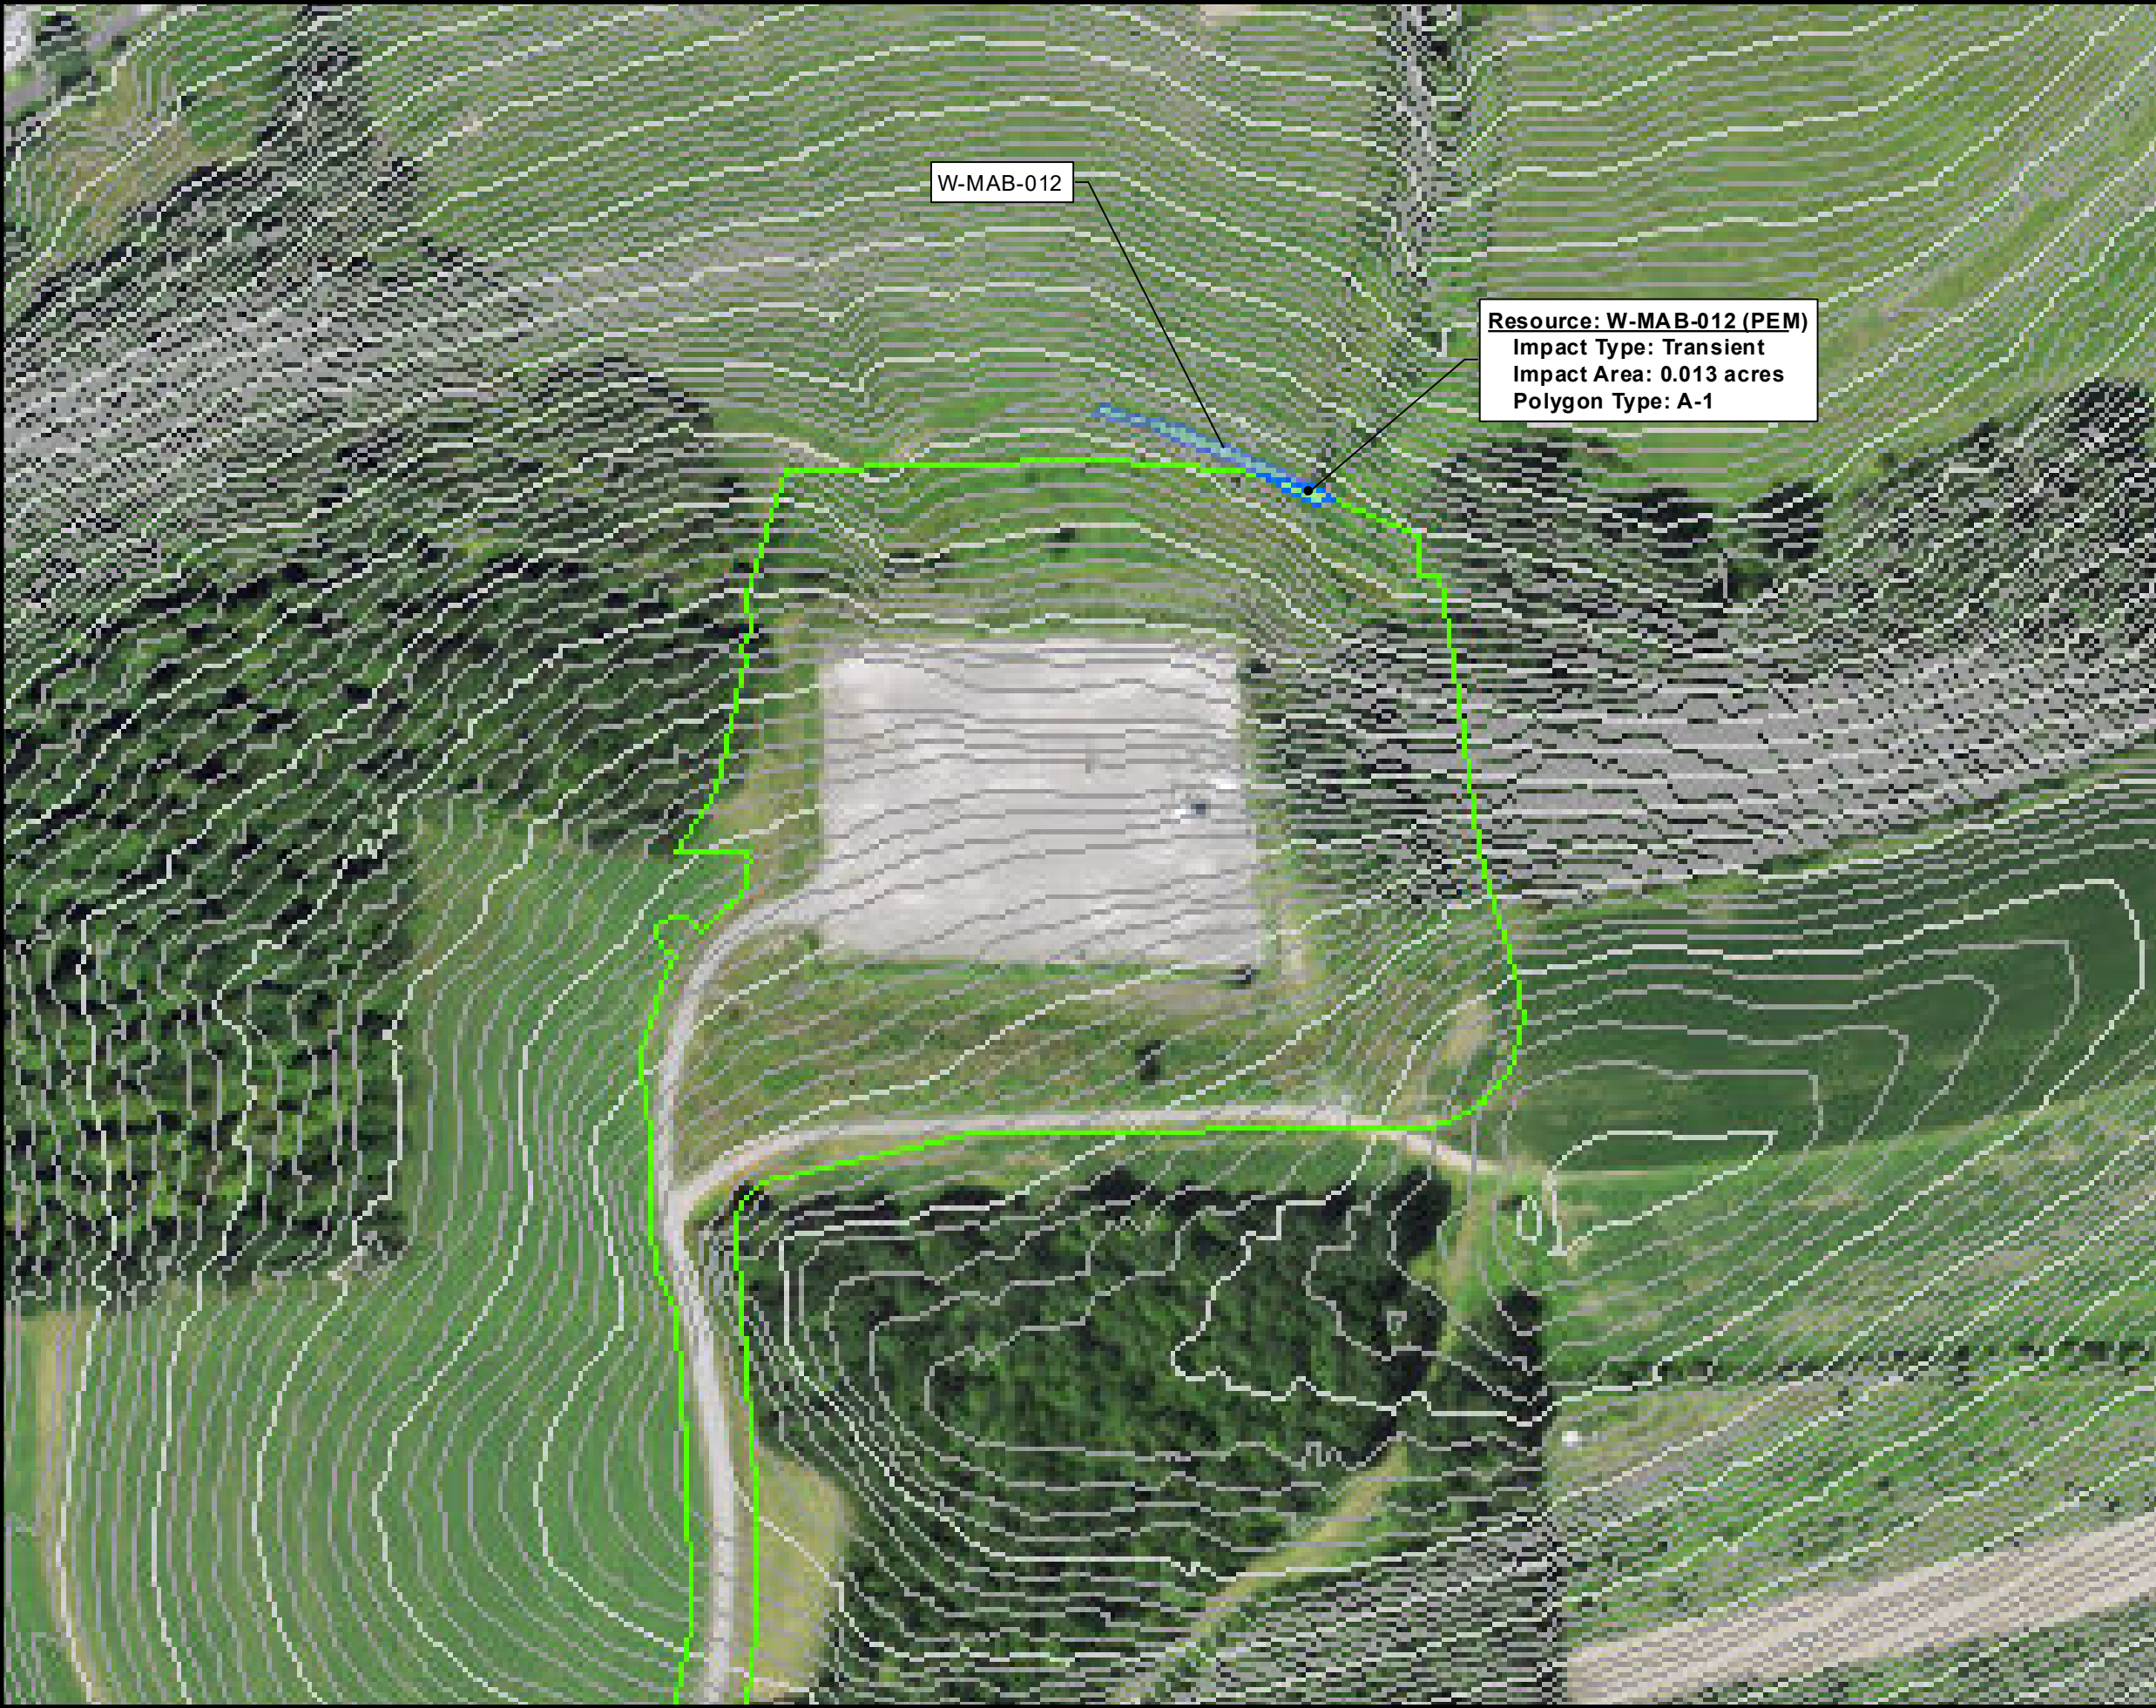 W-MAB-012
Resource: W-MAB-012 (PEM)
Impact Type: Transient
Impact Area: 0.013 acres
Polygon Type: A-1